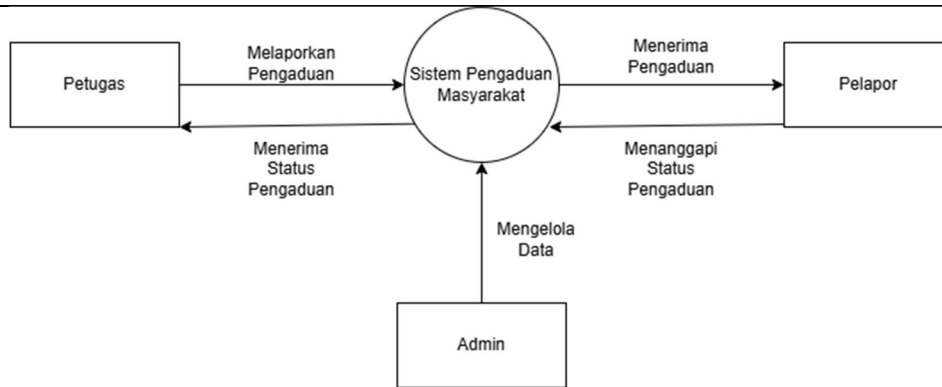 Melaporkan
Pengaduan
Menerima
Pengaduan
Petugas
Sistem Pengaduan
Masyarakat
Pelapor
Menerima
Status
Pengaduan
Menanggapi
Status
Pengaduan
Mengelola
Data
Admin